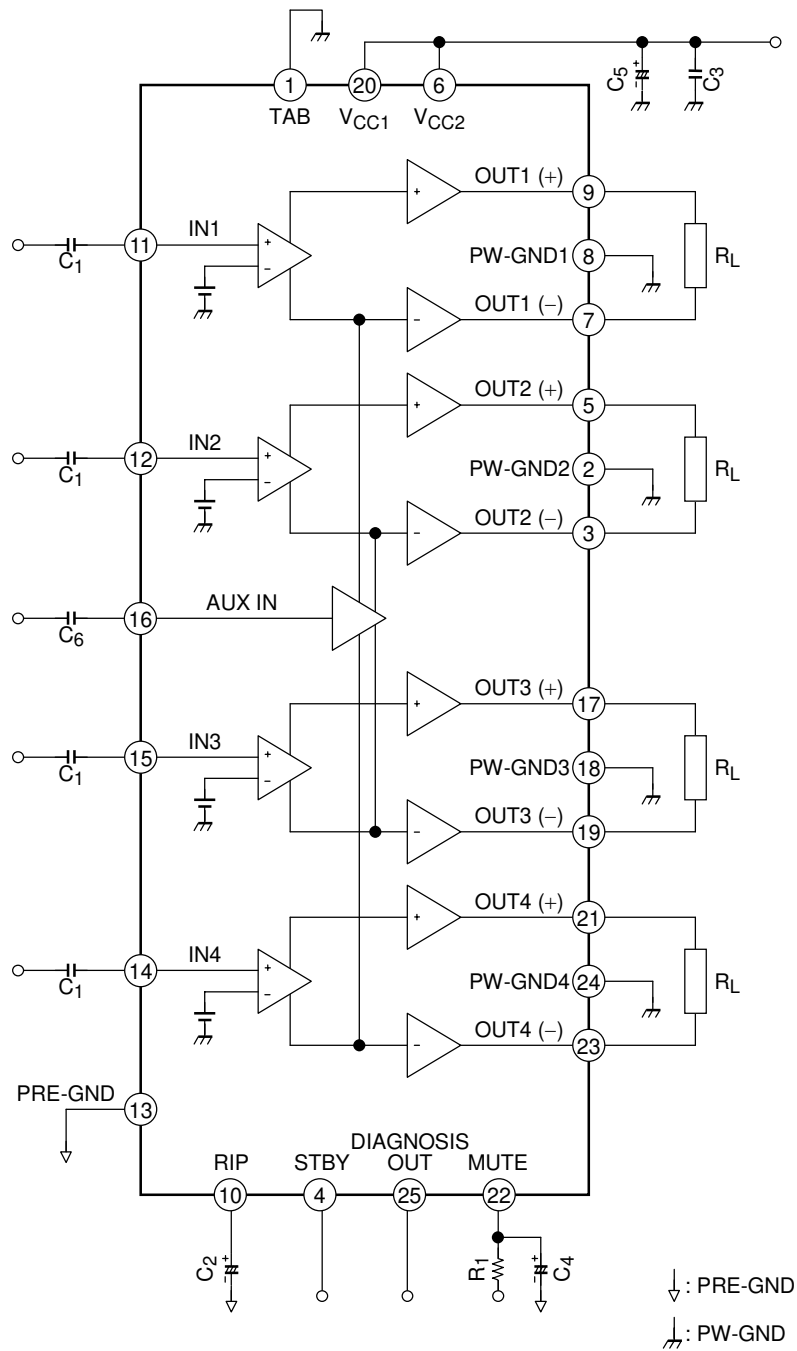 1 20 6
TAB V_CC1 V_CC2
C5 + - C3
OUT1 (+) 9
IN1 11 C1 + - +
PW-GND1 8 RL
OUT1 (−) 7 -
OUT2 (+) 5
IN2 12 C1 + - +
PW-GND2 2 RL
OUT2 (−) 3 -
AUX IN 16 C6
OUT3 (+) 17
IN3 15 C1 + - +
PW-GND3 18 RL
OUT3 (−) 19 -
OUT4 (+) 21
IN4 14 C1 + - +
PW-GND4 24 RL
OUT4 (−) 23 -
PRE-GND 13
DIAGNOSIS
RIP STBY OUT MUTE
10 4 25 22
C2 + - R1 + - C4
: PRE-GND
: PW-GND